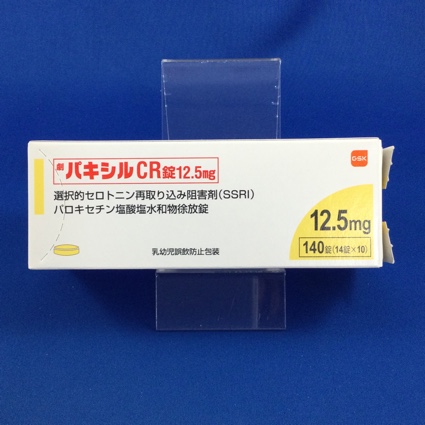 劇 パキシルCR錠12.5mg
GSK
選択的セロトニン再取り込み阻害剤(SSRI)
パロキセチン塩酸塩水和物徐放錠
12.5mg
140錠(14錠×10)
乳幼児誤飲防止包装